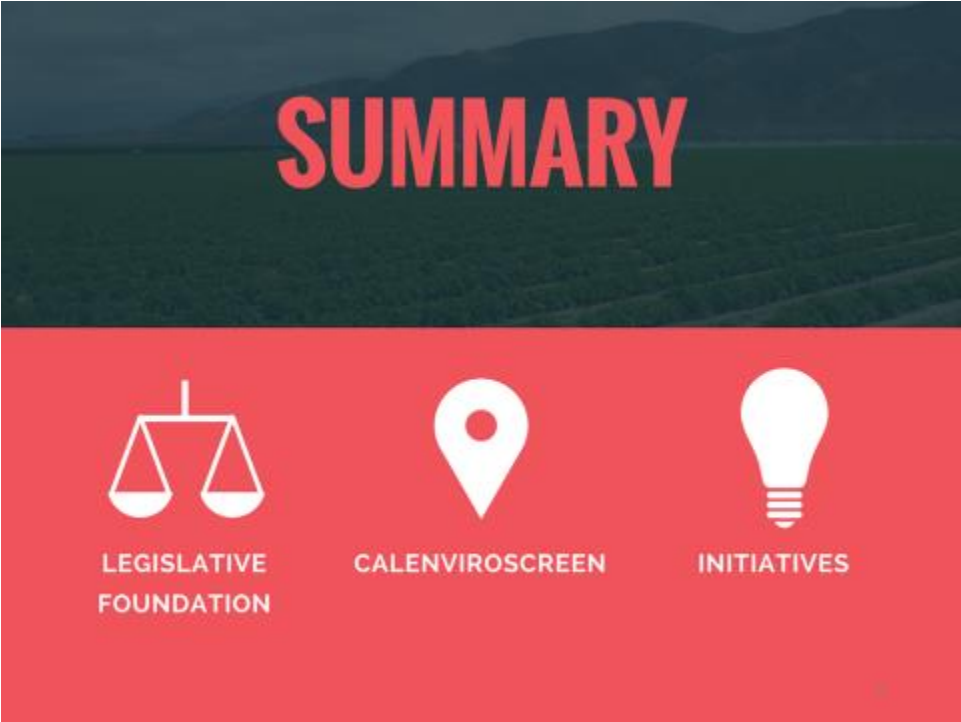 SUMMARY
LEGISLATIVE
FOUNDATION
CALENVIROSCREEN
INITIATIVES